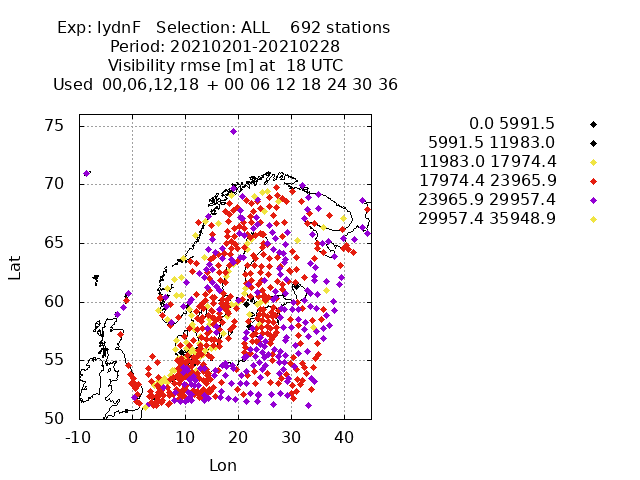 Exp: IydnF   Selection: ALL    692 stations
Period: 20210201-20210228
Visibility rmse [m] at  18 UTC
Used  00,06,12,18  + 00 06 12 18 24 30 36
0.0 5991.5
5991.5 11983.0
11983.0 17974.4
17974.4 23965.9
23965.9 29957.4
29957.4 35948.9
75
70
65
60
55
50
-10 0 10 20 30 40
Lat
Lon